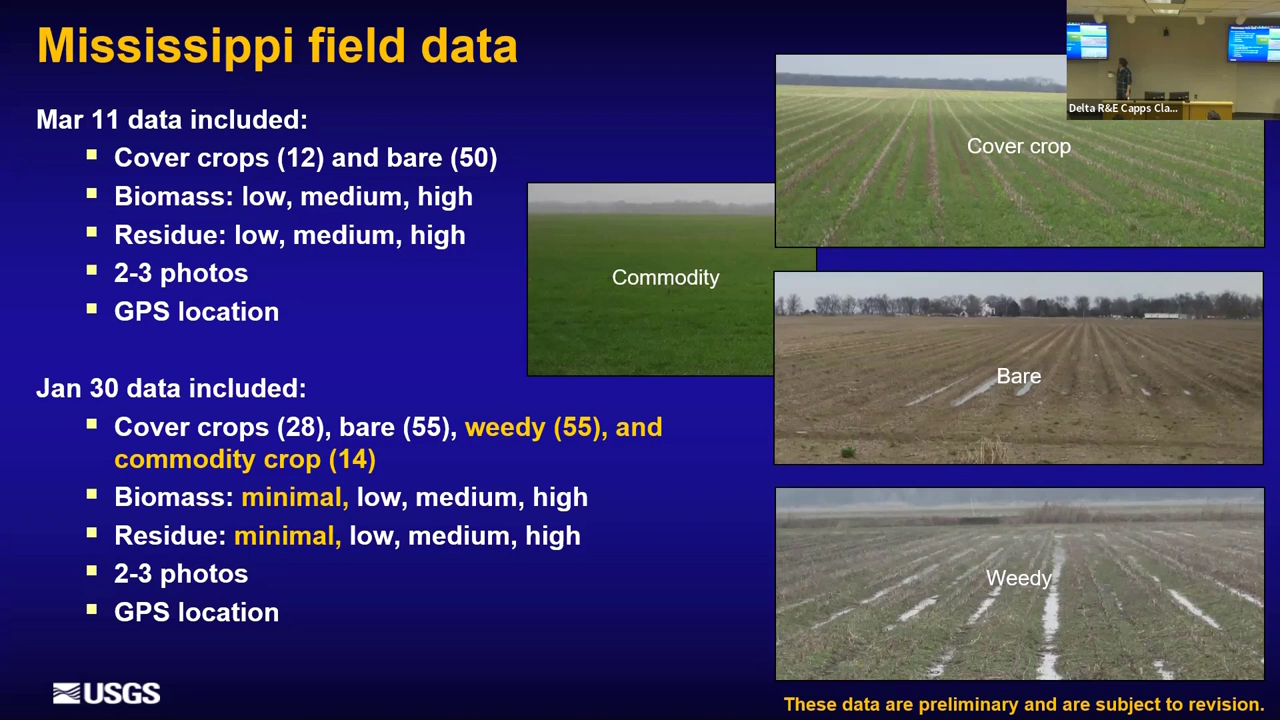 Mississippi field data
Mar 11 data included:
Cover crops (12) and bare (50)
Biomass: low, medium, high
Residue: low, medium, high
2-3 photos
GPS location
Jan 30 data included:
Cover crops (28), bare (55), weedy (55), and
commodity crop (14)
Biomass: minimal, low, medium, high
Residue: minimal, low, medium, high
2-3 photos
GPS location
USGS
Delta R&E Capps Cla...
Cover crop
Commodity
Bare
Weedy
These data are preliminary and are subject to revision.